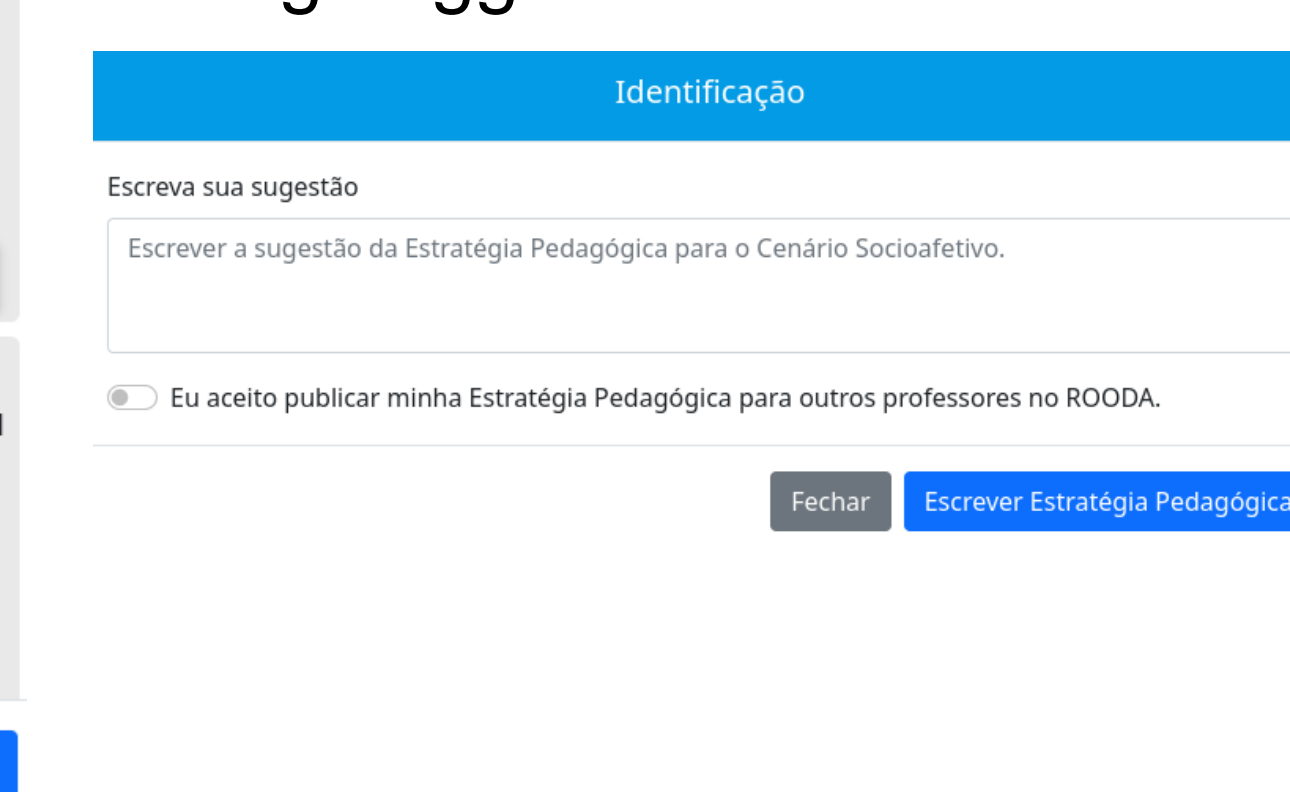 Identificação
Escreva sua sugestão
Escrever a sugestão da Estratégia Pedagógica para o Cenário Socioafetivo.
Eu aceito publicar minha Estratégia Pedagógica para outros professores no ROODA.
Fechar
Escrever Estratégia Pedagógica